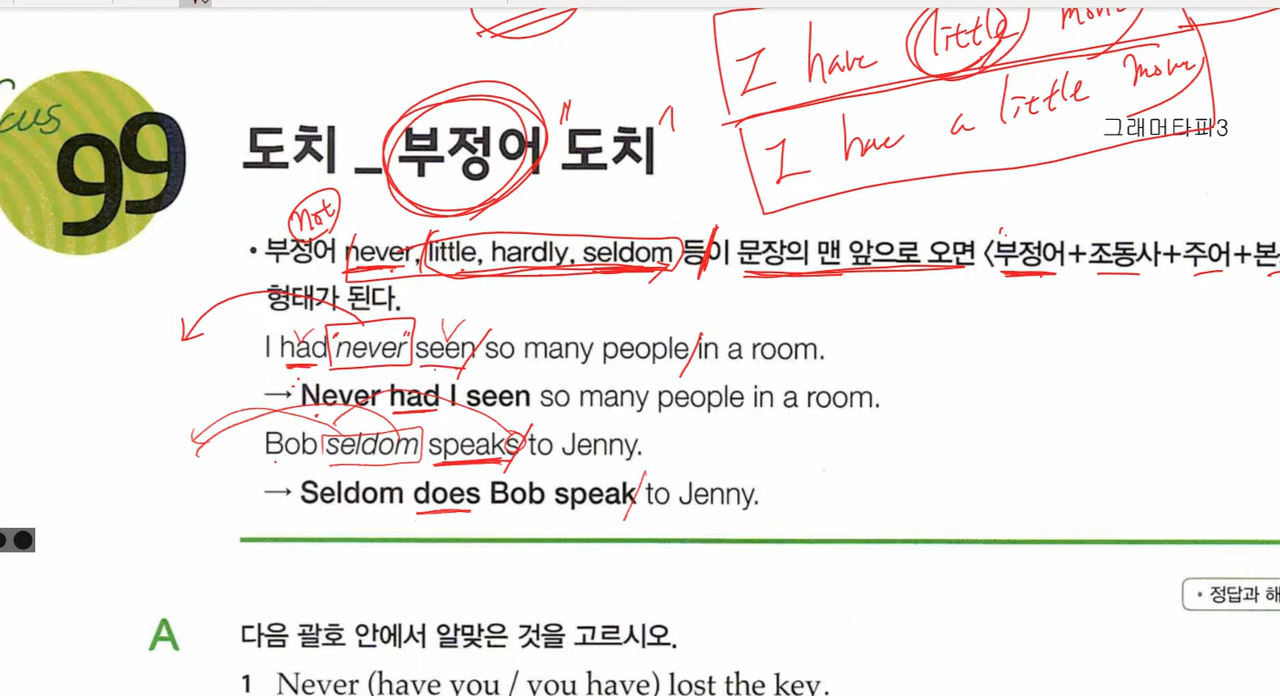 I have little
I have a little
그래머타피3
99
도치 _ 부정어 도치
Not
• 부정어 never, little, hardly, seldom 등이 문장의 맨 앞으로 오면 〈부정어+조동사+주어+
형태가 된다.
I had never seen so many people in a room.
→ Never had I seen so many people in a room.
Bob seldom speaks to Jenny.
→ Seldom does Bob speak to Jenny.
• 정답과 해
A 다음 괄호 안에서 알맞은 것을 고르시오.
1 Never (have you / you have) lost the key.